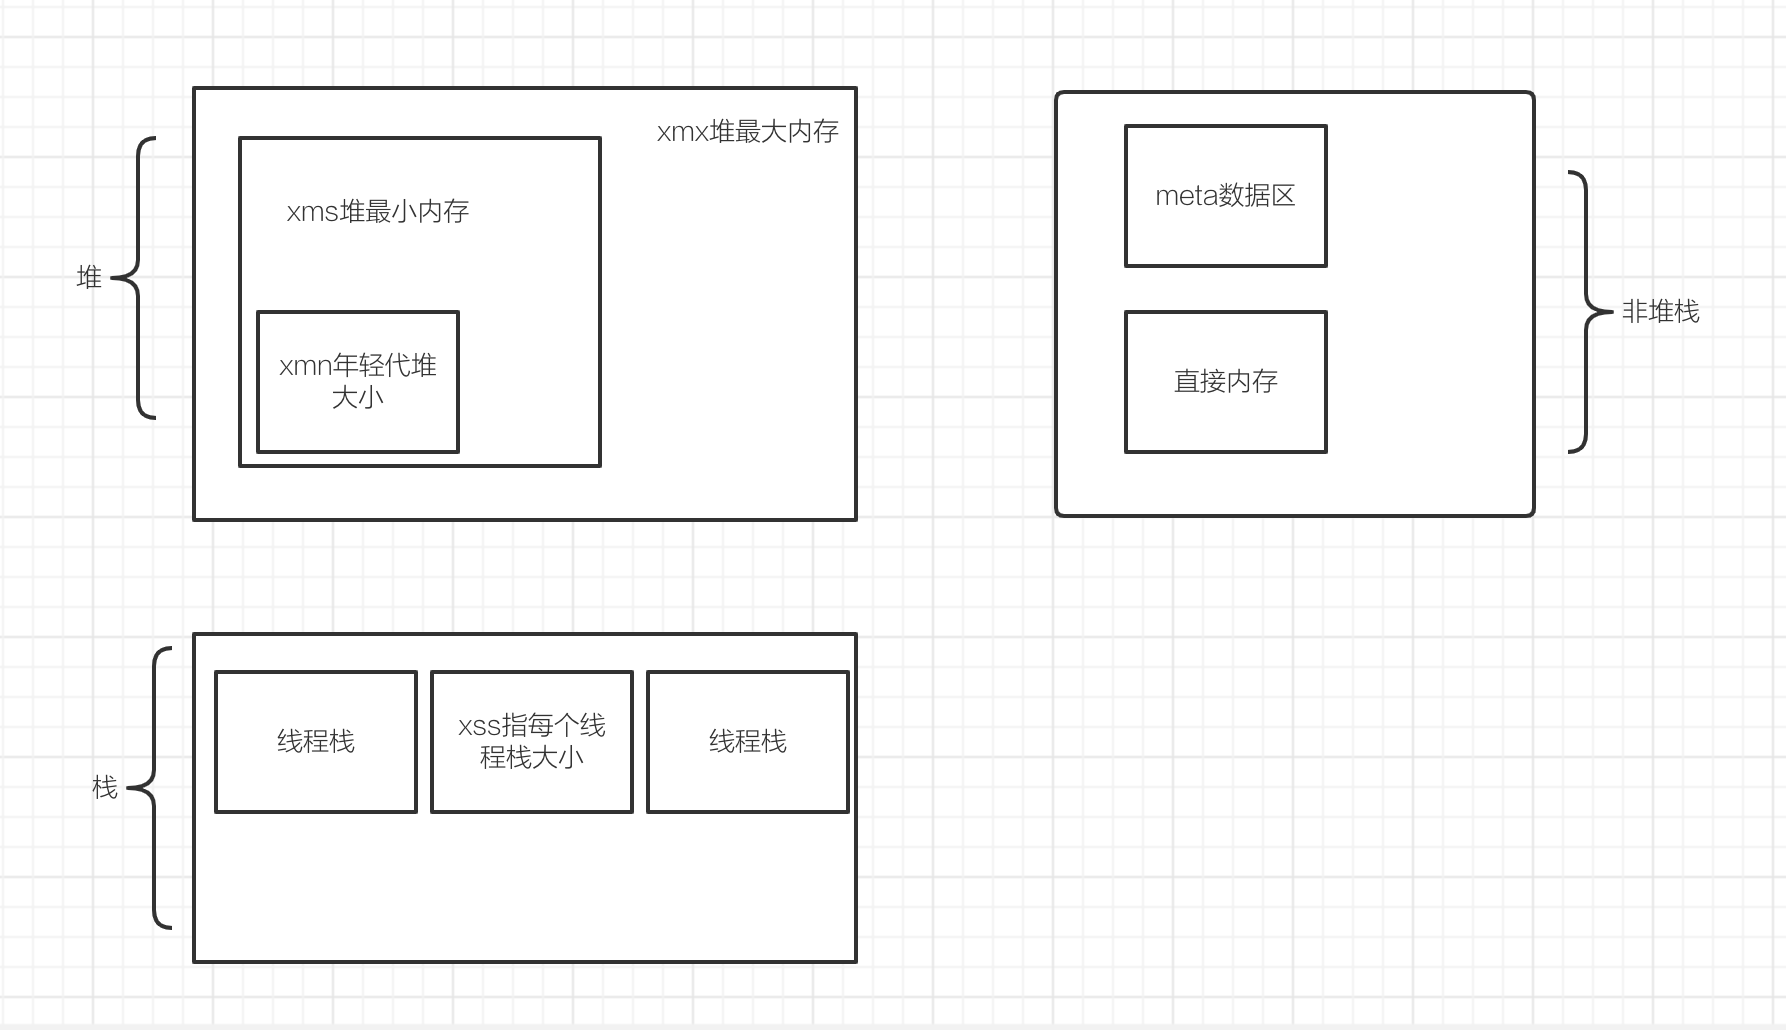 xmx堆最大内存
xms堆最小内存
堆
xmn年轻代堆
大小
meta数据区
直接内存
非堆栈
线程栈
xss指每个线
程栈大小
线程栈
栈